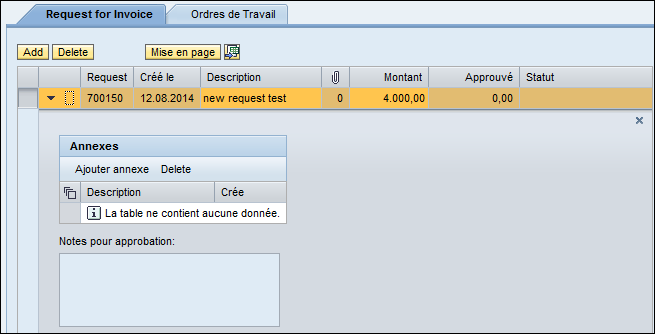 Request for Invoice Ordres de Travail
Add Delete Mise en page
Request Créé le Description Montant Approuvé Statut
700150 12.08.2014 new request test 0 4.000,00 0,00
Annexes
Ajouter annexe Delete
Description Crée
La table ne contient aucune donnée.
Notes pour approbation: